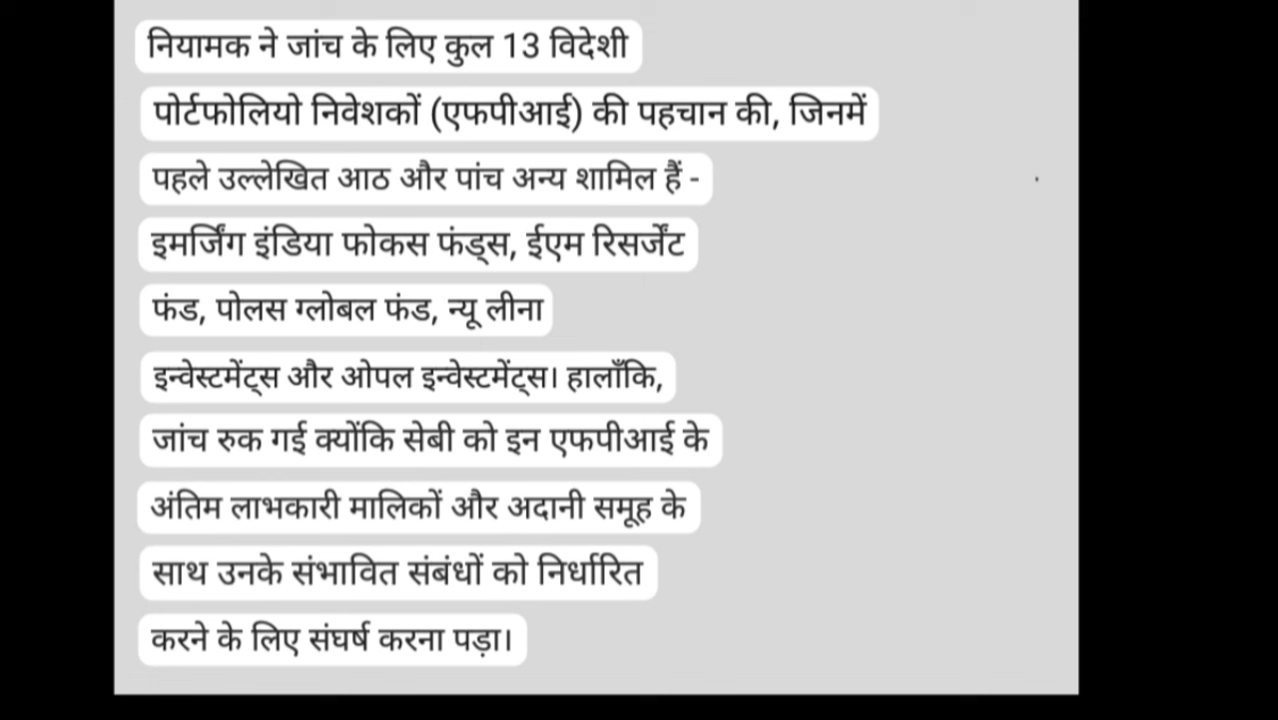 नियामक ने जांच के लिए कुल 13 विदेशी
पोर्टफोलियो निवेशकों (एफपीआई) की पहचान की, जिनमें
पहले उल्लेखित आठ और पांच अन्य शामिल हैं -
इमर्जिंग इंडिया फोकस फंड्स, ईएम रिसर्जेंट
फंड, पोलस ग्लोबल फंड, न्यू लीना
इन्वेस्टमेंट्स और ओपल इन्वेस्टमेंट्स। हालाँकि,
जांच रुक गई क्योंकि सेबी को इन एफपीआई के
अंतिम लाभकारी मालिकों और अदानी समूह के
साथ उनके संभावित संबंधों को निर्धारित
करने के लिए संघर्ष करना पड़ा।